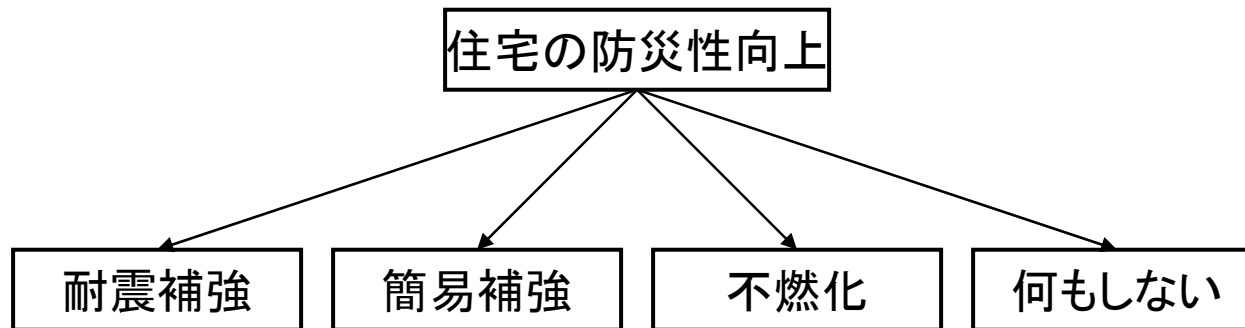 住宅の防災性向上
耐震補強
簡易補強
不燃化
何もしない